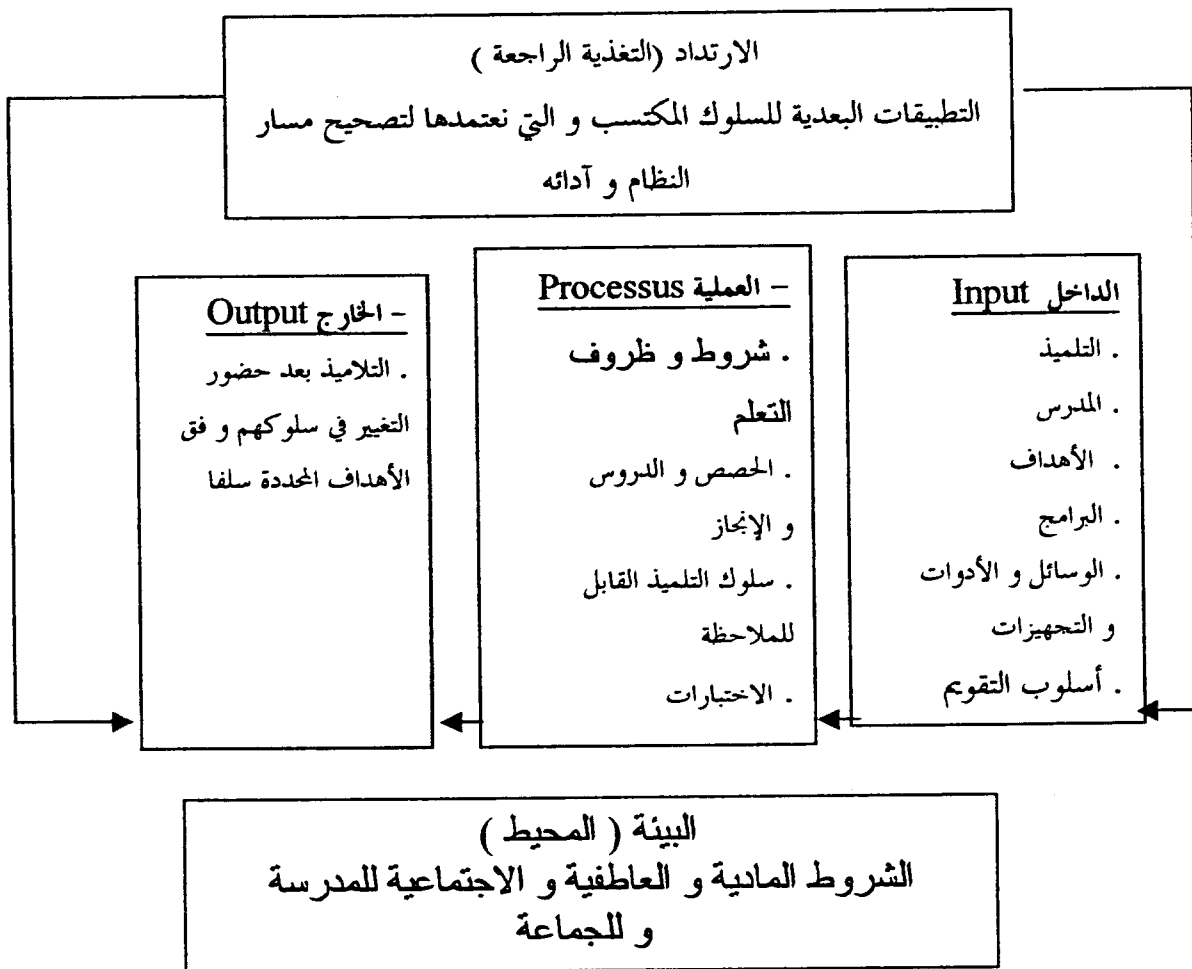 الارتداد (التغذية الراجعة )
التطبيقات البعدية للسلوك المكتسب و التي نعتمدها لتصحيح مسار
النظام و آدائه
الداخل Input
. التلميذ
. المدرس
. الأهداف
. البرامج
. الوسائل و الأدوات
و التجهيزات
. أسلوب التقويم
– العملية Processus
. شروط و ظروف
التعلم
. الحصص و الدروس
و الإنجاز
. سلوك التلميذ القابل
للملاحظة
. الاختبارات
– الخارج Output
. التلاميذ بعد حضور
التغيير في سلوكهم و فق
الأهداف المحددة سلفا
البيئة ( المحيط )
الشروط المادية و العاطفية و الاجتماعية للمدرسة
و للجماعة